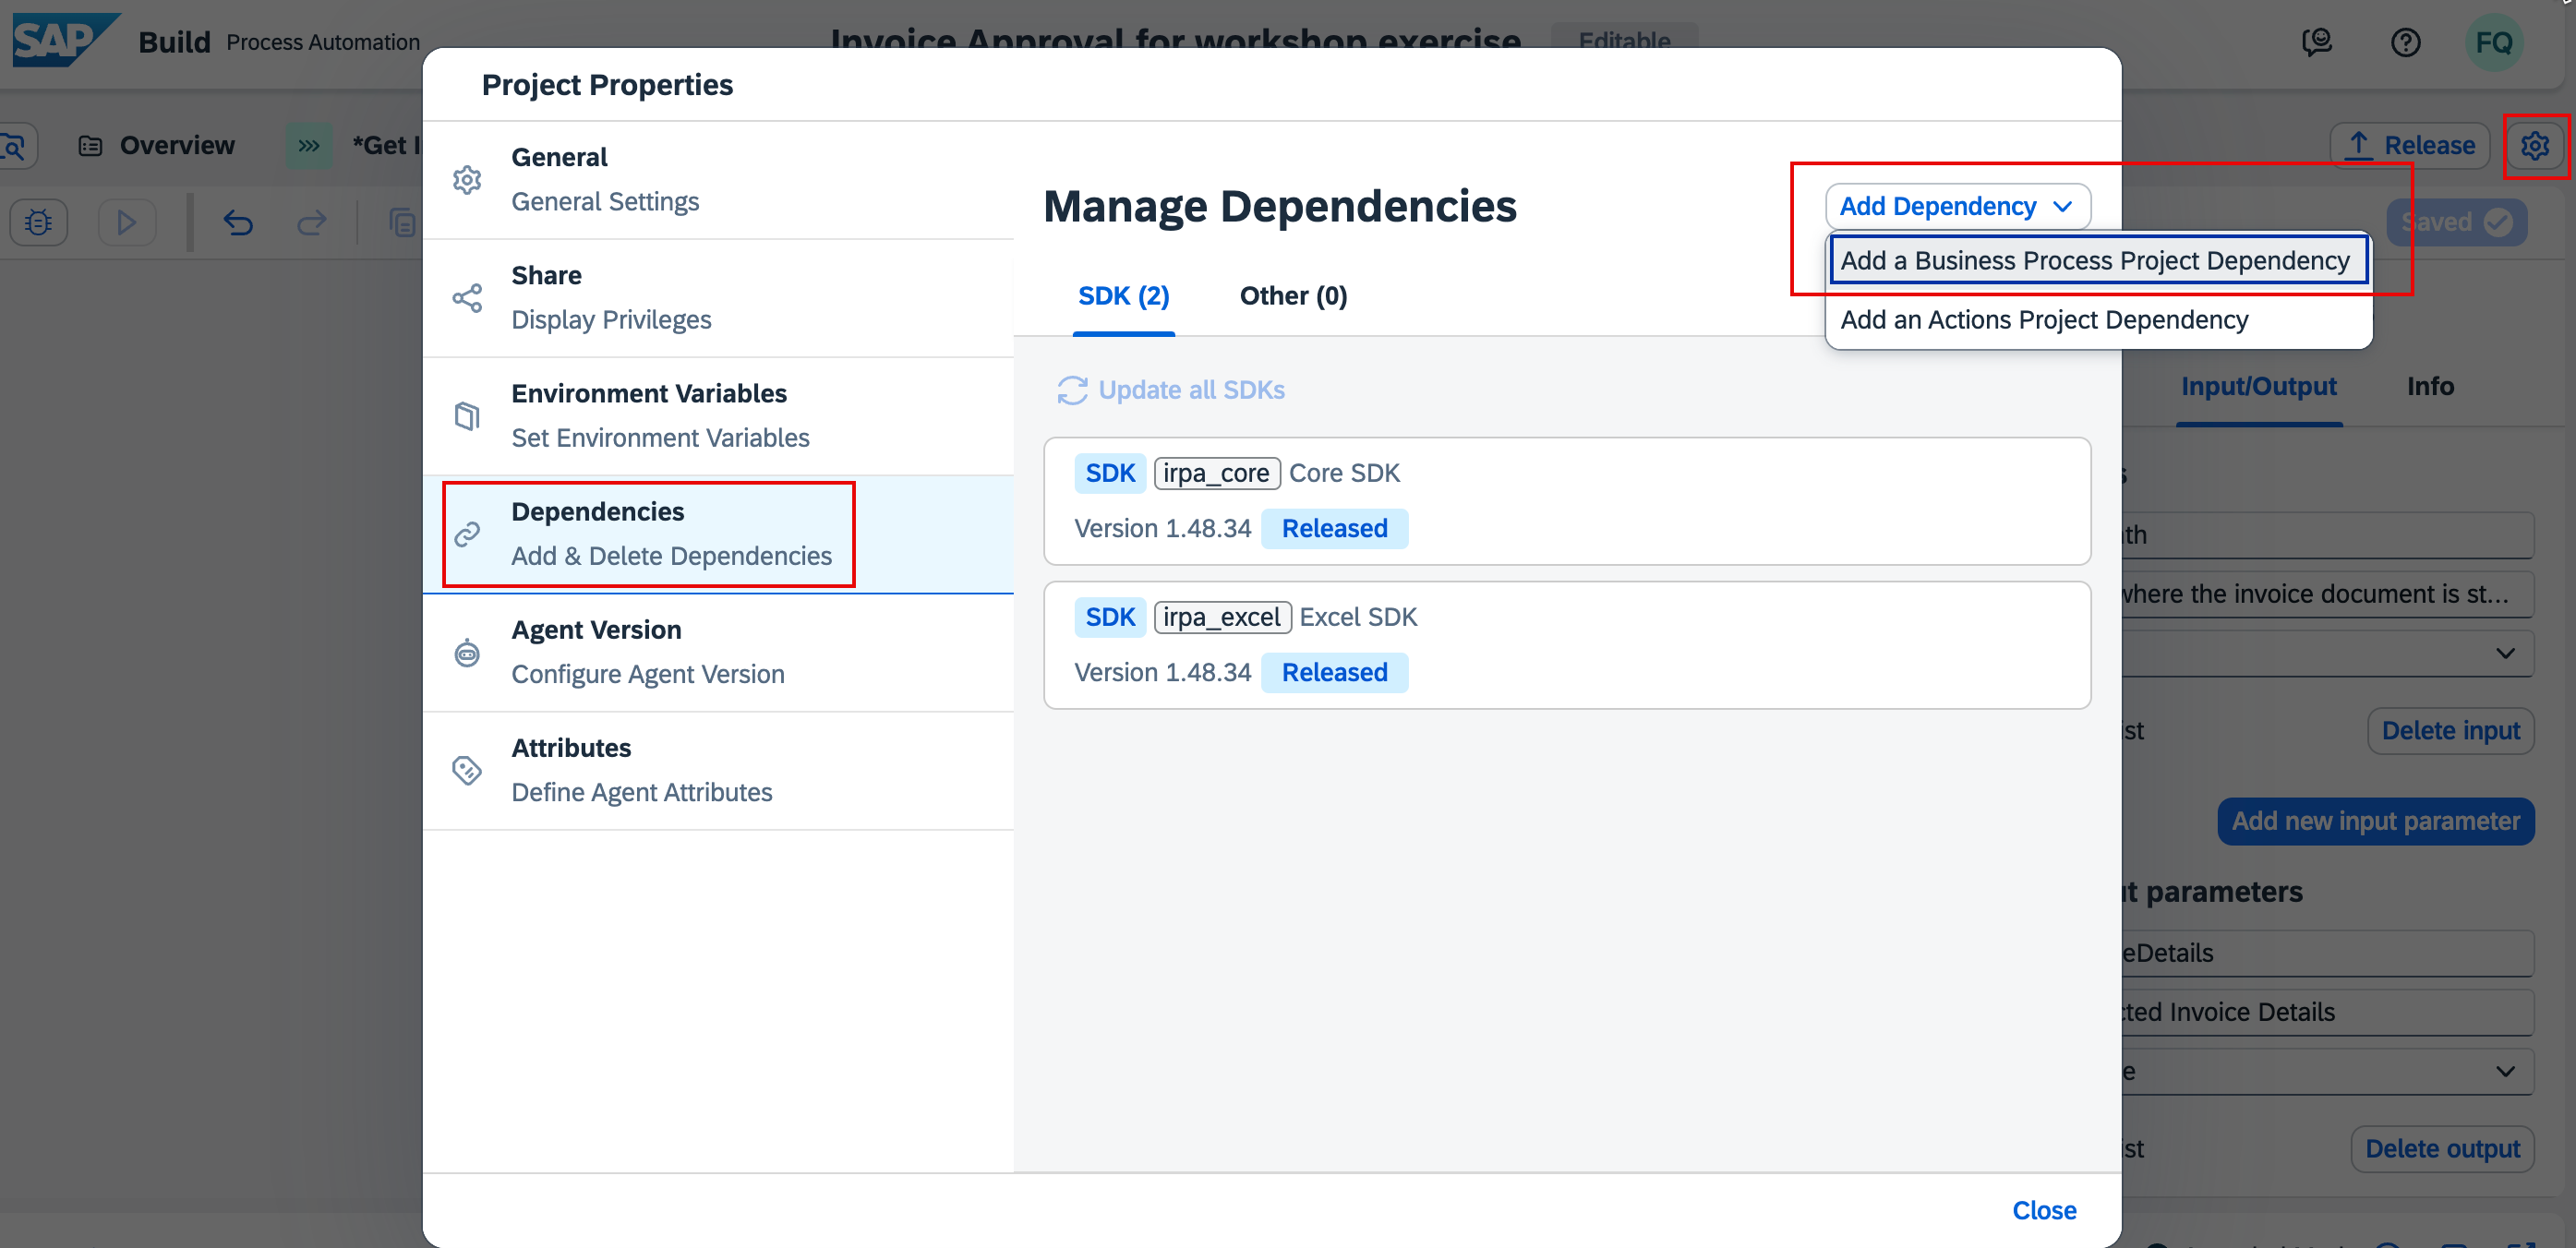 SAP Build Process Automation
Invoice Approval for workshop exercise Editable
FQ
Project Properties
Overview
*Get I
Release
General
General Settings
Share
Display Privileges
Environment Variables
Set Environment Variables
Dependencies
Add & Delete Dependencies
Agent Version
Configure Agent Version
Attributes
Define Agent Attributes
Manage Dependencies
Add Dependency
Add a Business Process Project Dependency
Add an Actions Project Dependency
SDK (2) Other (0)
Update all SDKs
SDK irpa_core Core SDK
Version 1.48.34 Released
SDK irpa_excel Excel SDK
Version 1.48.34 Released
Close
Saved
Input/Output Info
s
th
where the invoice document is st...
ist Delete input
Add new input parameter
t parameters
eDetails
cted Invoice Details
e
ist Delete output